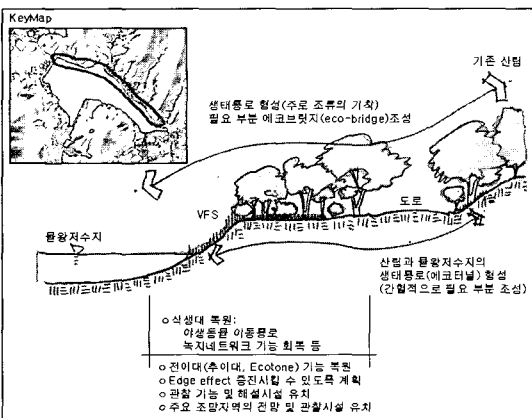 KeyMap
기존 산림
생태통로 형성(주로 조류의 기착)
필요 부분 에코브릿지(eco-bridge)조성
VFS
도로
물왕저수지
산림과 물왕저수지의
생태통로(에코터널) 형성
(간헐적으로 필요 부분 조성)
o 식생대 복원:
야생동물 이동통로
녹지네트워크 기능 회복 등
o 전이대(추이대, Ecotone) 기능 복원
o Edge effect 증진시킬 수 있도록 계획
o 관찰 기능 및 해설시설 유치
o 주요 조망지역의 전망 및 관찰시설 유치